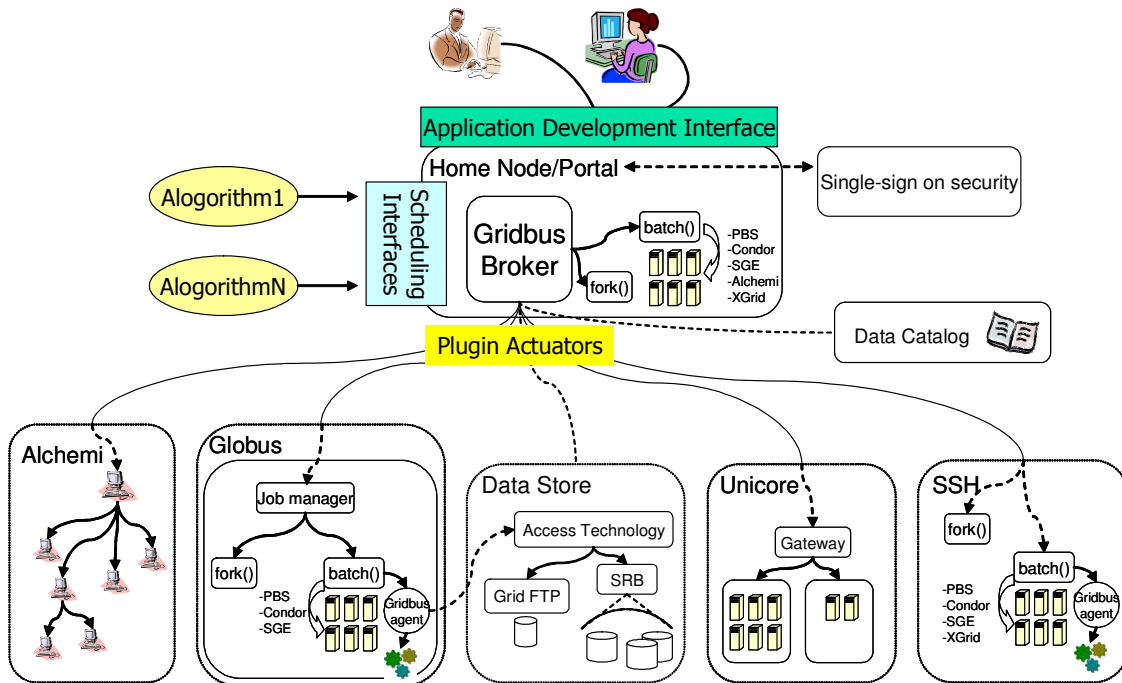 Application Development Interface
Home Node/Portal
Single-sign on security
Alogorithm1
AlogorithmN
Scheduling
Interfaces
Gridbus
Broker
batch()
fork()
-PBS
-Condor
-SGE
-Alchemi
-XGrid
Data Catalog
Plugin Actuators
Alchemi
Globus
Job manager
fork()
batch()
-PBS
-Condor
-SGE
Gridbus
agent
Data Store
Access Technology
Grid FTP
SRB
Unicore
Gateway
SSH
fork()
batch()
-PBS
-Condor
-SGE
-XGrid
Gridbus
agent